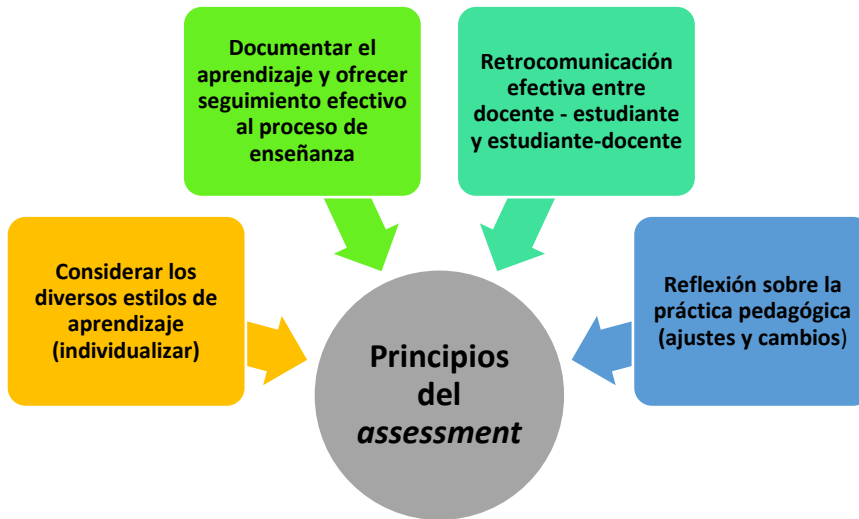 Documentar el
aprendizaje y ofrecer
seguimiento efectivo
al proceso de
enseñanza
Retrocomunicación
efectiva entre
docente - estudiante
y estudiante-docente
Considerar los
diversos estilos de
aprendizaje
(individualizar)
Reflexión sobre la
práctica pedagógica
(ajustes y cambios)
Principios
del
assessment